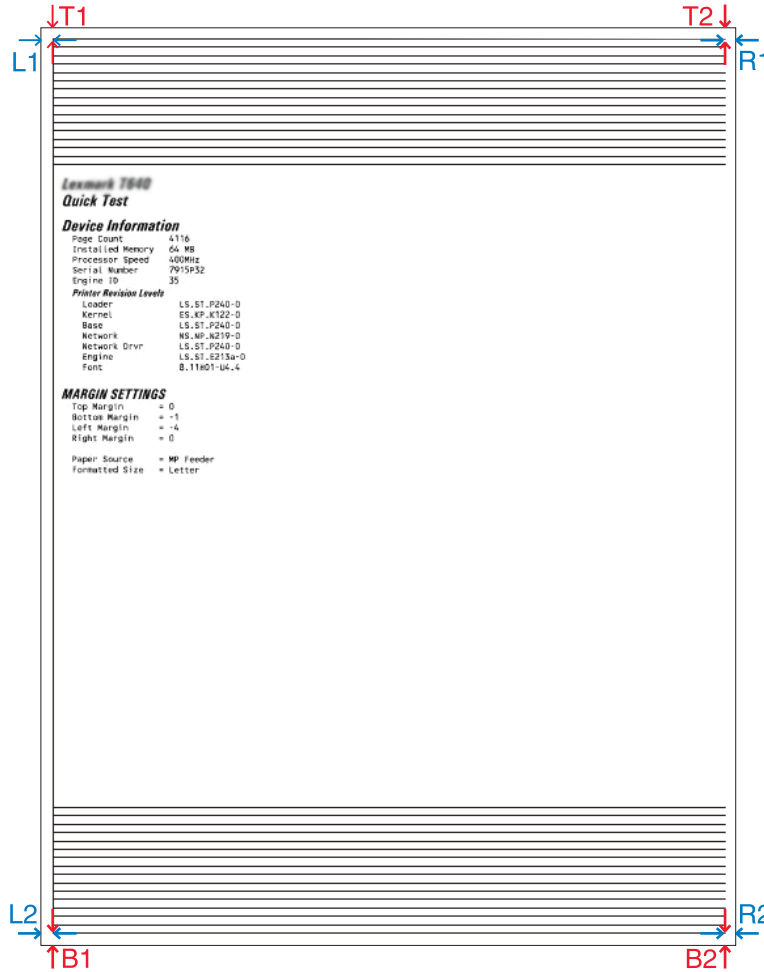 T1 T2
L1 R1
Lexmark T640
Quick Test
Device Information
Page Count 4116
Installed Memory 64 MB
Processor Speed 400MHz
Serial Number 7915P32
Engine ID 35
Printer Revision Levels
Loader LS.ST.P240-0
Kernel ES.KP.K122-0
Base LS.ST.P240-0
Network NS.NP.N219-0
Network Drvr LS.ST.P240-0
Engine LS.ST.E213a-0
Font 8.11H01-U4.4
MARGIN SETTINGS
Top Margin = 0
Bottom Margin = -1
Left Margin = -4
Right Margin = 0
Paper Source = MP Feeder
Formatted Size = Letter
L2 R2
B1 B2